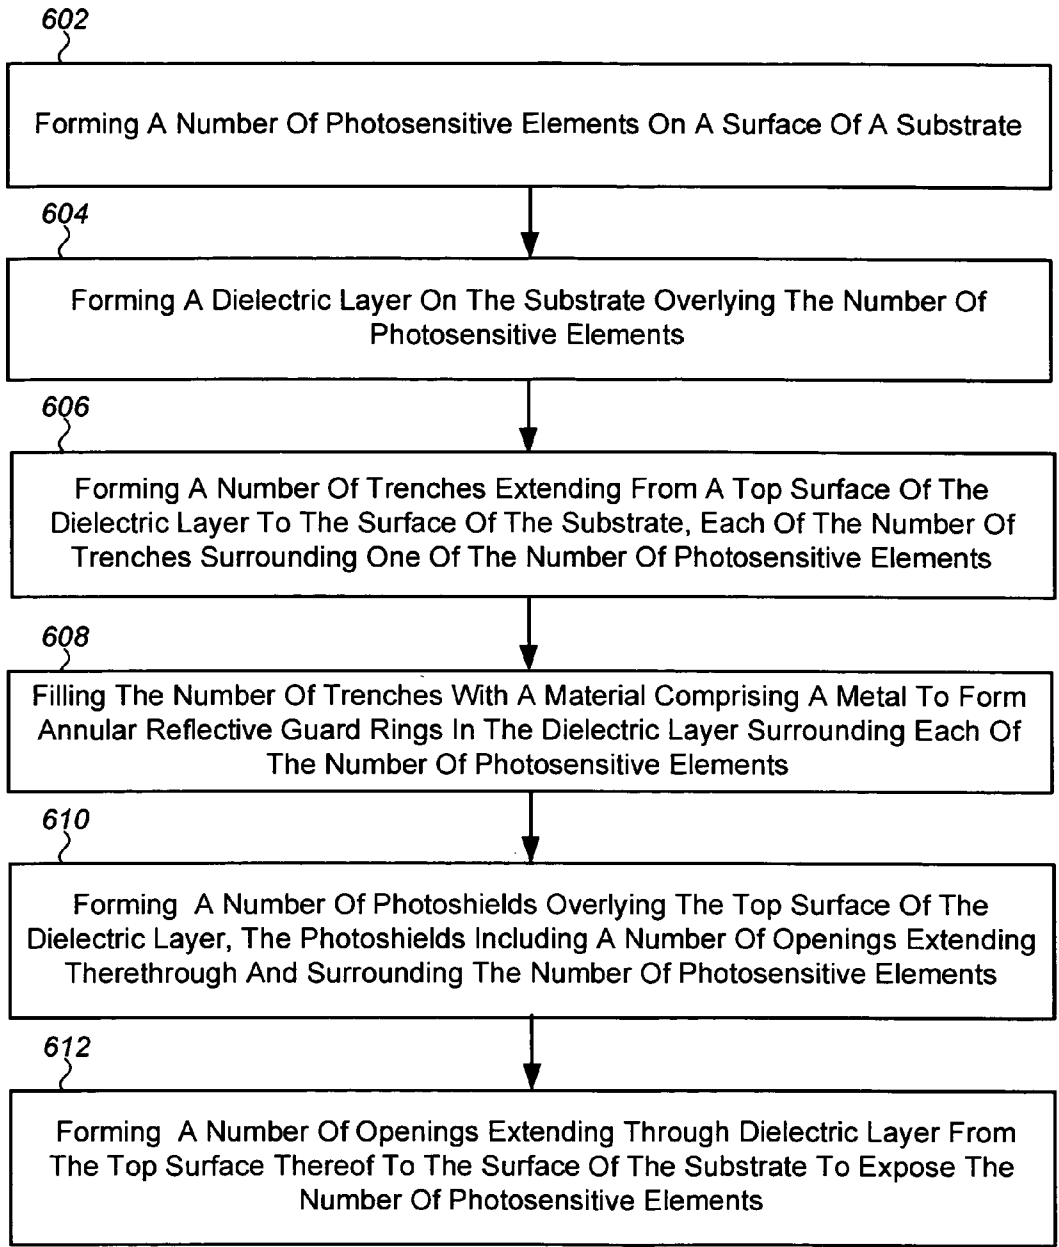 602
Forming A Number Of Photosensitive Elements On A Surface Of A Substrate
604
Forming A Dielectric Layer On The Substrate Overlying The Number Of
Photosensitive Elements
606
Forming A Number Of Trenches Extending From A Top Surface Of The
Dielectric Layer To The Surface Of The Substrate, Each Of The Number Of
Trenches Surrounding One Of The Number Of Photosensitive Elements
608
Filling The Number Of Trenches With A Material Comprising A Metal To Form
Annular Reflective Guard Rings In The Dielectric Layer Surrounding Each Of
The Number Of Photosensitive Elements
610
Forming A Number Of Photoshields Overlying The Top Surface Of The
Dielectric Layer, The Photoshields Including A Number Of Openings Extending
Therethrough And Surrounding The Number Of Photosensitive Elements
612
Forming A Number Of Openings Extending Through Dielectric Layer From
The Top Surface Thereof To The Surface Of The Substrate To Expose The
Number Of Photosensitive Elements